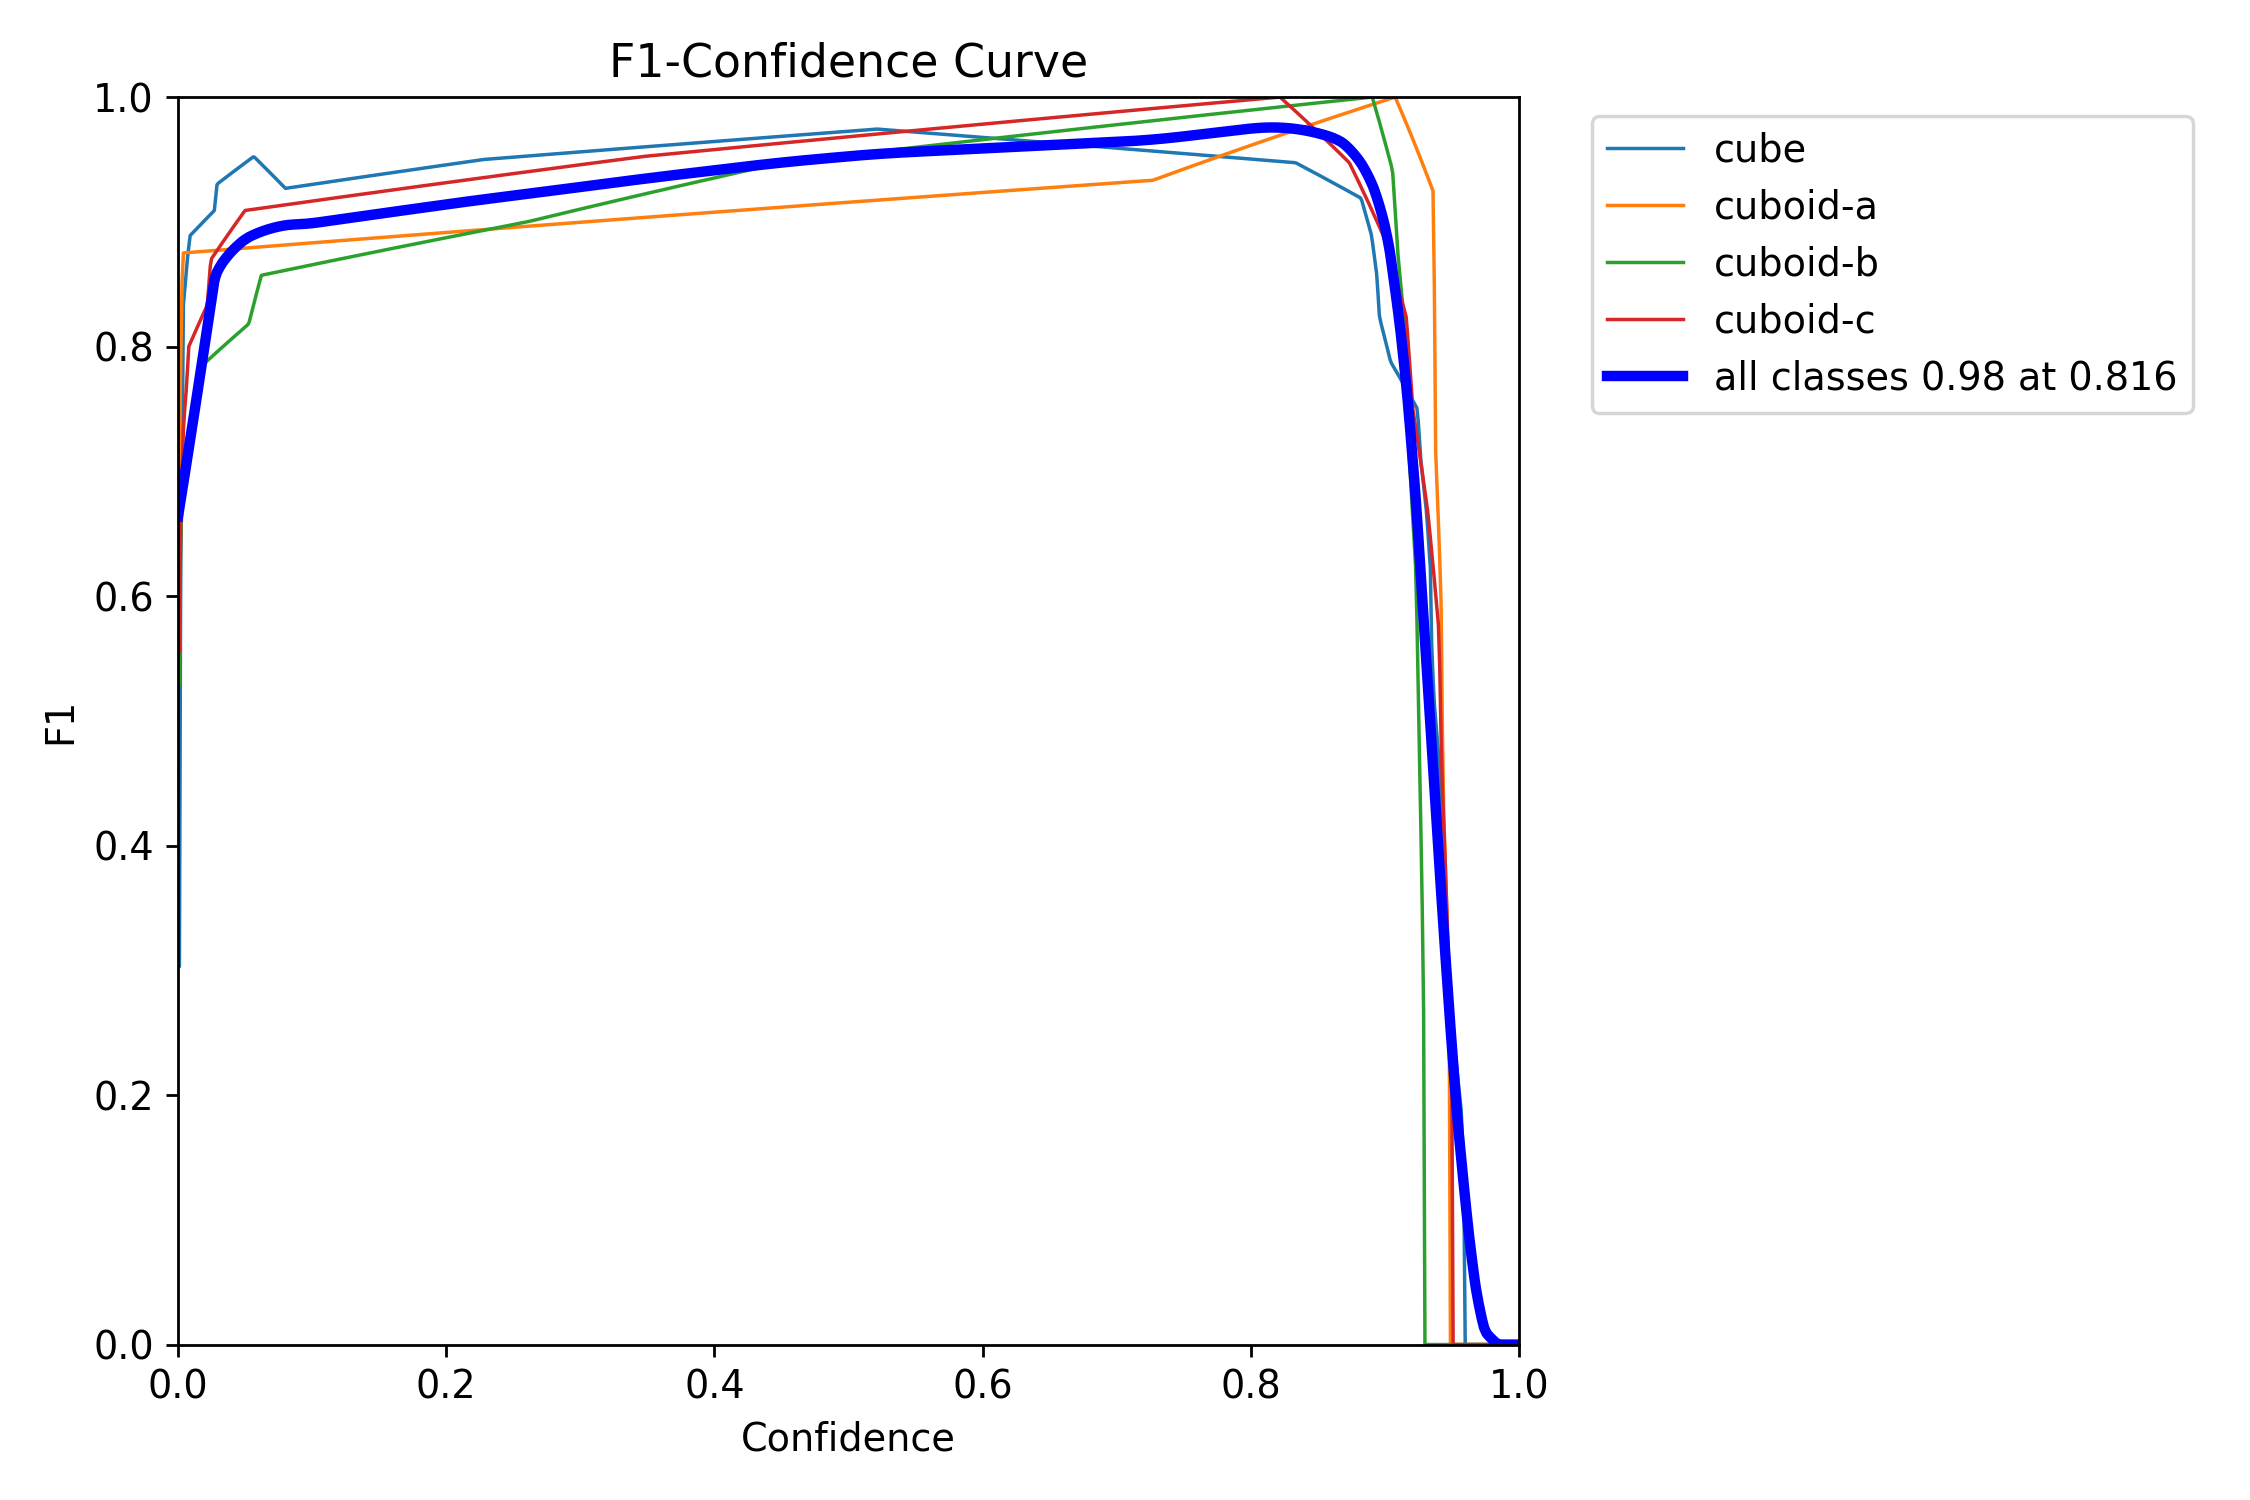 F1-Confidence Curve
1.0
0.8
0.6
0.4
0.2
0.0
F1
0.0 0.2 0.4 0.6 0.8 1.0
Confidence
cube
cuboid-a
cuboid-b
cuboid-c
all classes 0.98 at 0.816